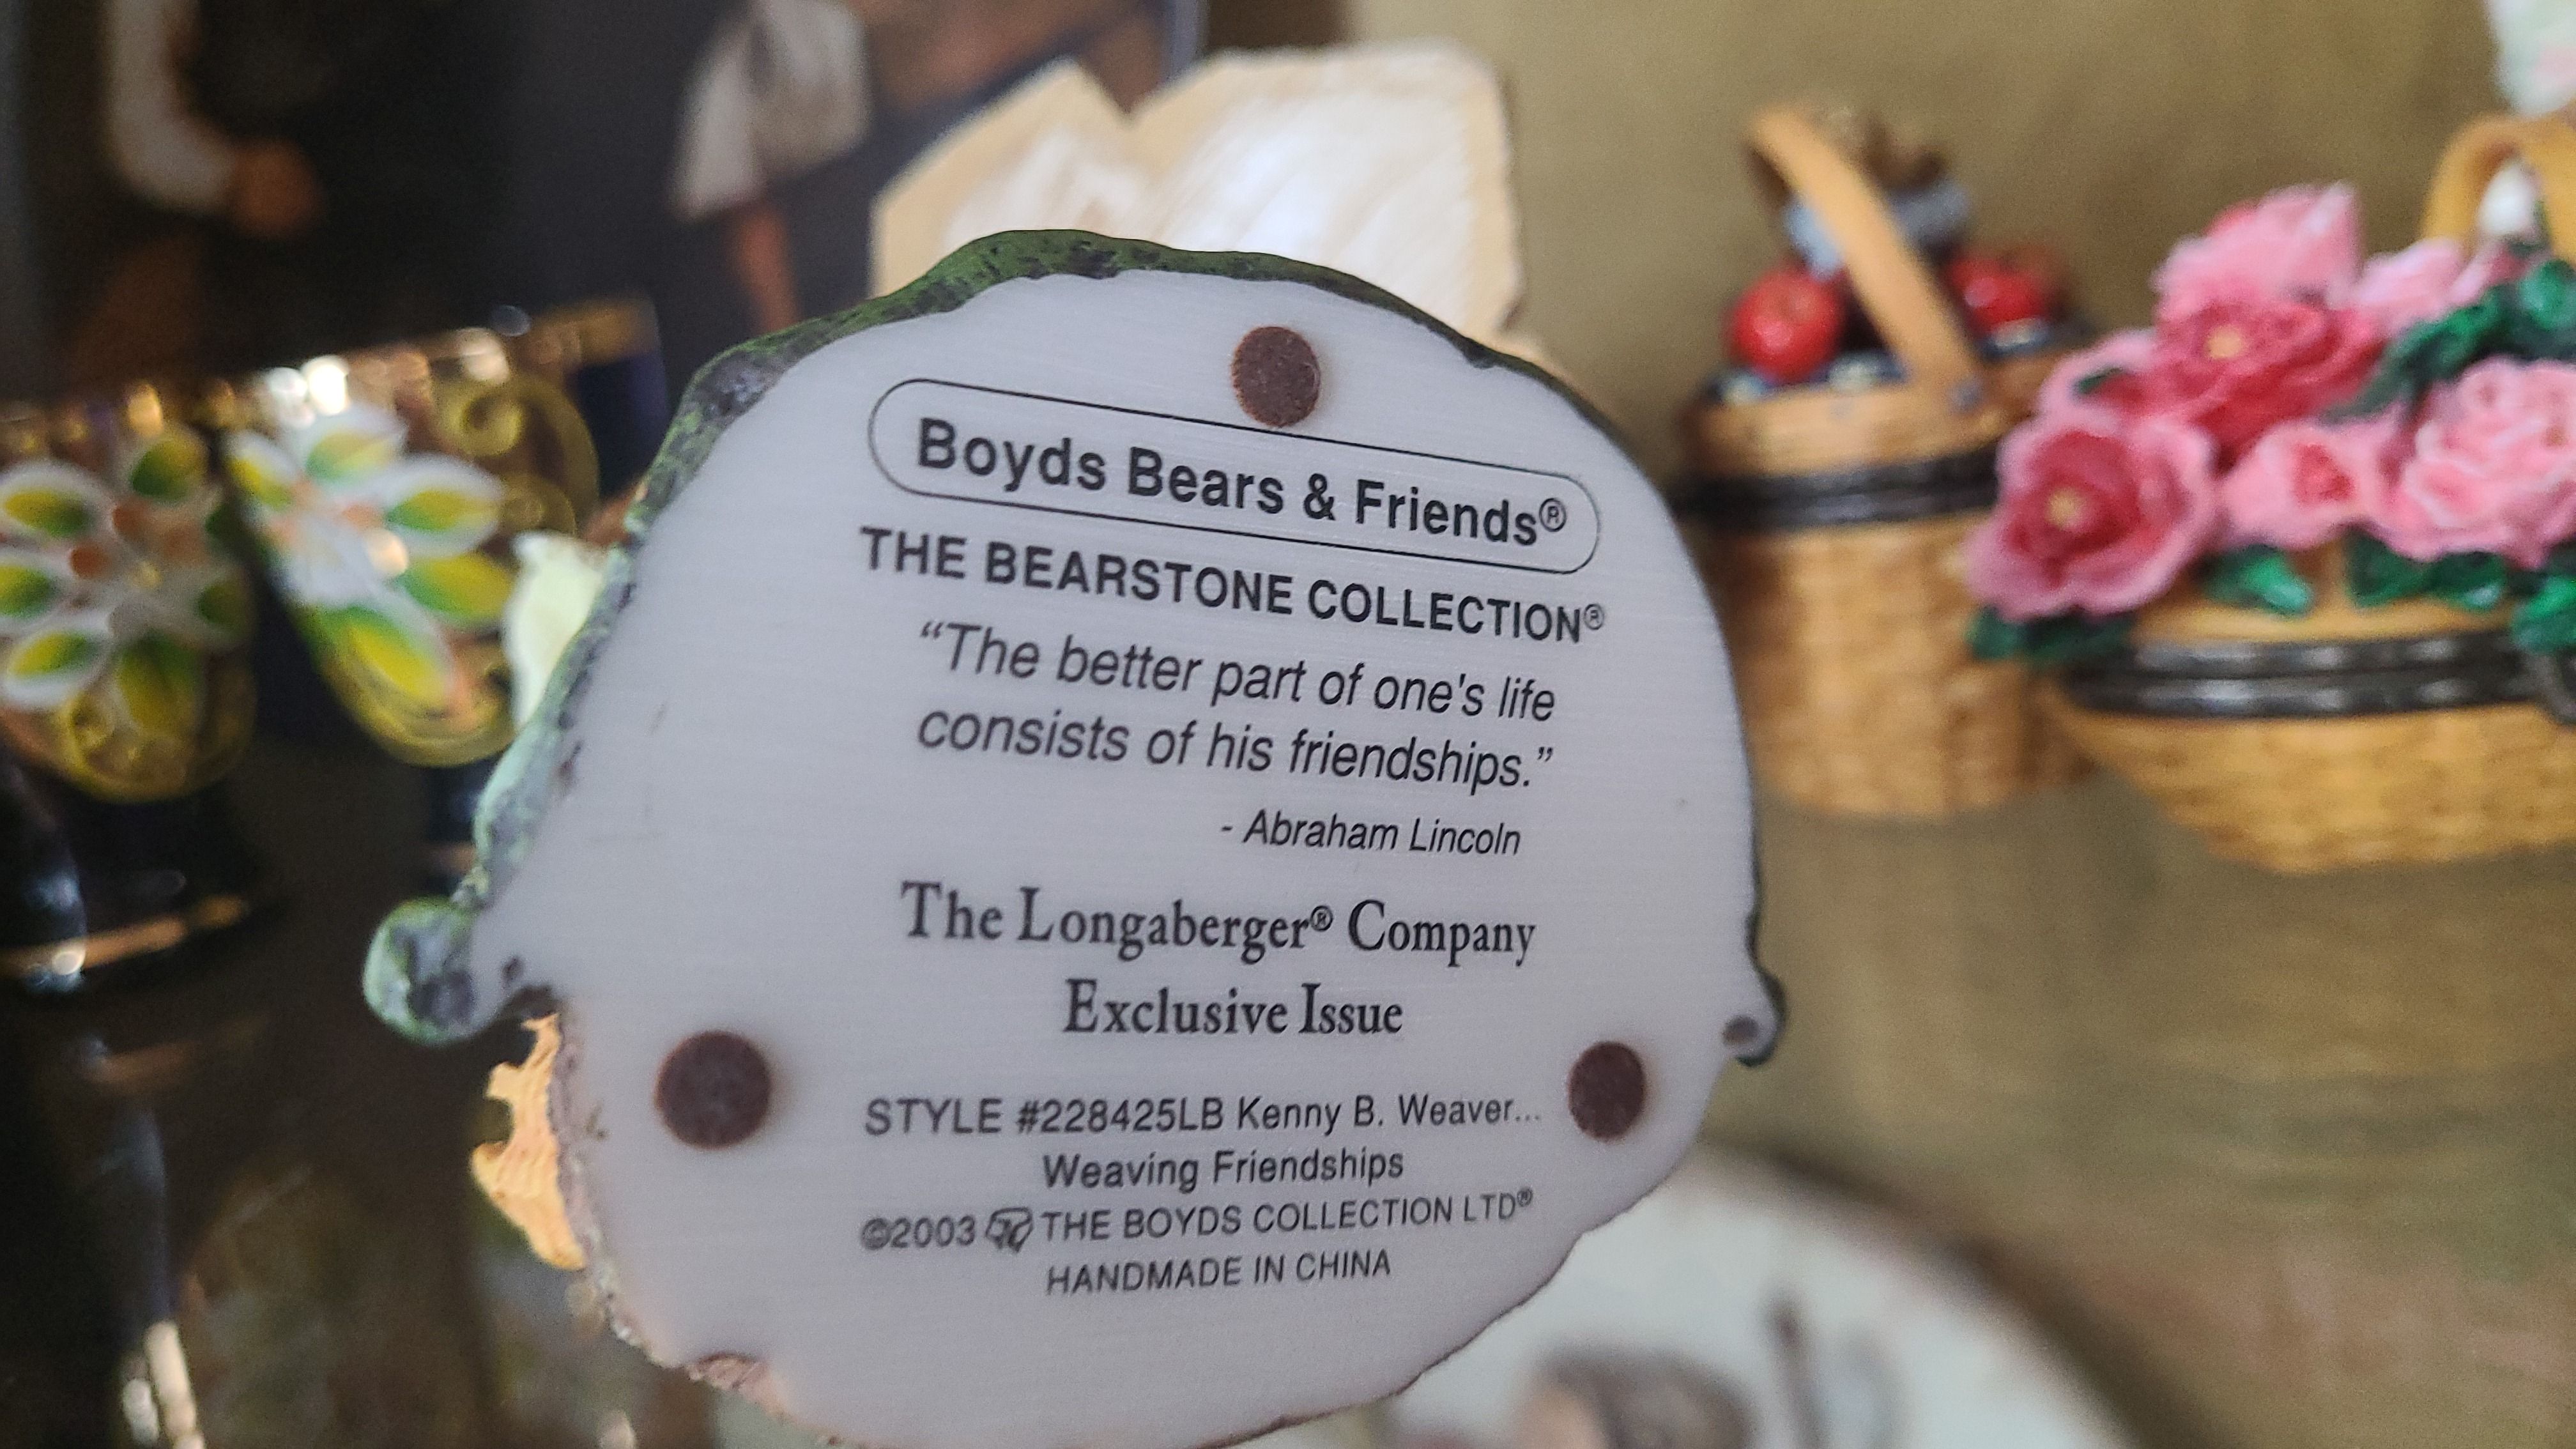 Boyds Bears & Friends®
THE BEARSTONE COLLECTION®
“The better part of one's life
consists of his friendships.”
- Abraham Lincoln
The Longaberger® Company
Exclusive Issue
STYLE #228425LB Kenny B. Weaver...
Weaving Friendships
©2003 THE BOYDS COLLECTION LTD®
HANDMADE IN CHINA